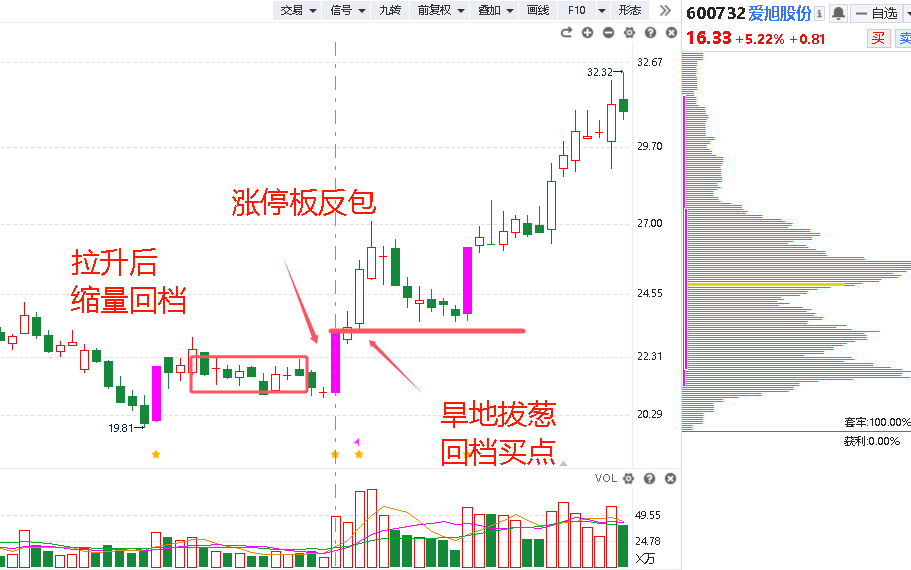 交易 信号 九转 前复权 叠加 画线 F10 形态
600732 爱旭股份 自选
16.33 +5.22% +0.81 买 卖
32.67
32.32
29.70
涨停板反包
27.00
拉升后
缩量回档
24.55
22.31
旱地拔葱
回档买点
20.29
19.81
套牢:100.00%
获利:0.00%
VOL
49.55
24.78
X万